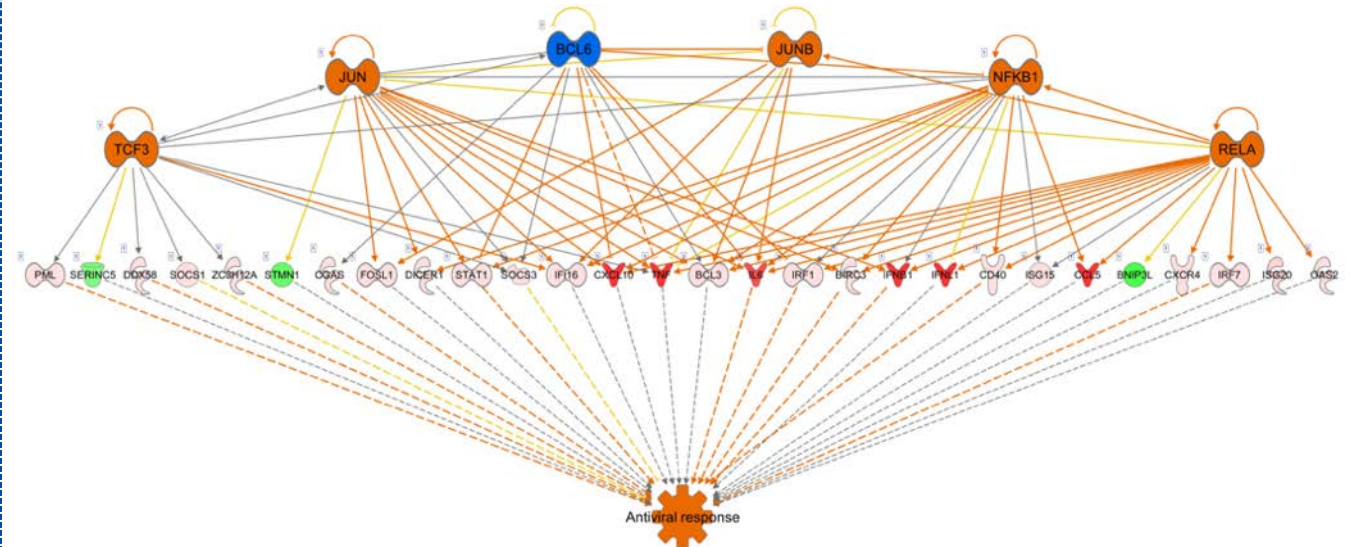 BCL6
JUNB
JUN
NFKB1
TCF3
RELA
PML SERINC5 DDX58 SOCS1 ZC3H12A STMN1 CGAS FOSL1 DICER1 STAT1 SOCS3 IFI16 CXCL10 TNF BCL3 IL6 IRF1 BIRC3 IFNB1 IFNL1 CD40 ISG15 CCL5 BNIP3L CXCR4 IRF7 ISG20 OAS2
Antiviral response